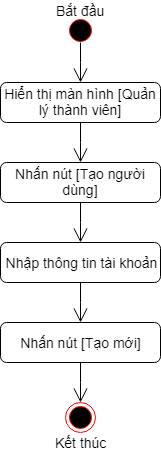 Bắt đầu
Hiển thị màn hình [Quản
lý thành viên]
Nhấn nút [Tạo người
dùng]
Nhập thông tin tài khoản
Nhấn nút [Tạo mới]
Kết thúc